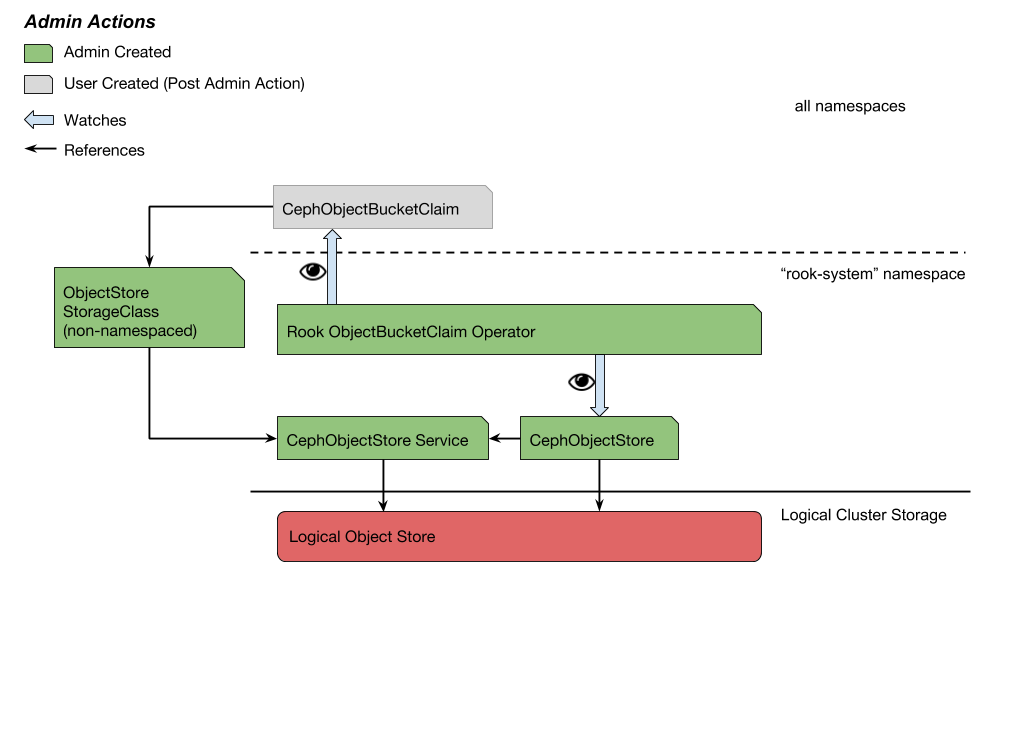 Admin Actions
Admin Created
User Created (Post Admin Action)
all namespaces
Watches
References
CephObjectBucketClaim
“rook-system” namespace
ObjectStore
StorageClass
(non-namespaced)
Rook ObjectBucketClaim Operator
CephObjectStore Service
CephObjectStore
Logical Cluster Storage
Logical Object Store